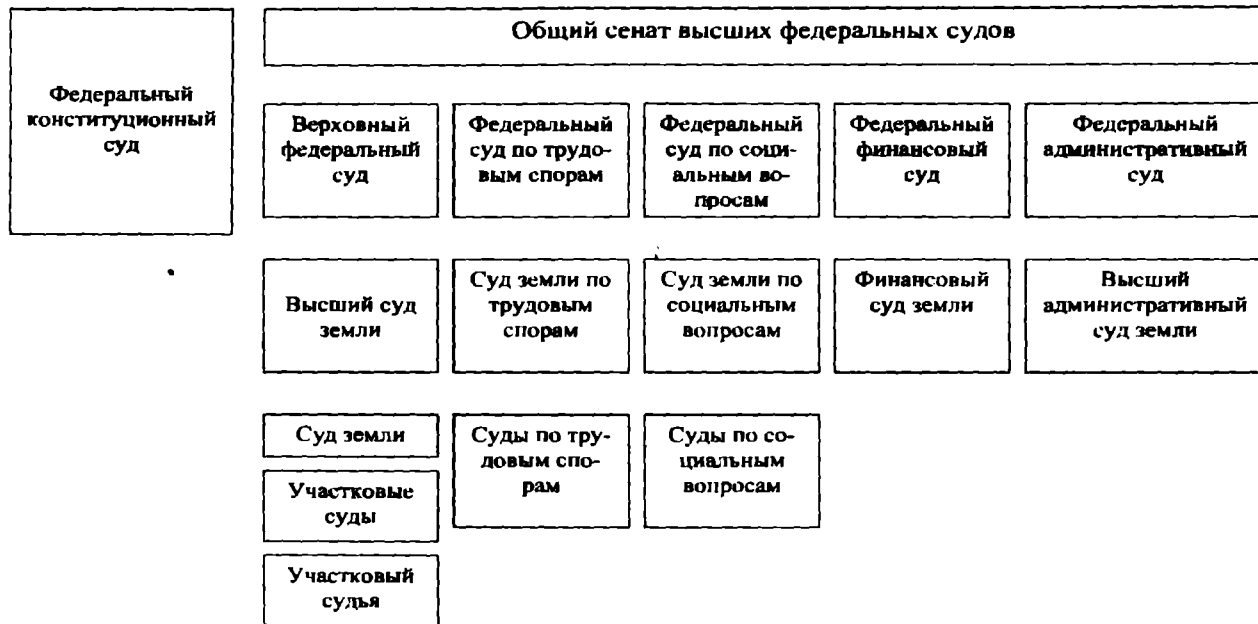 Общий сенат высших федеральных судов
Федеральный
конституционный
суд
Верховный
федеральный
суд
Федеральный
суд по трудо-
вым спорам
Федеральный
суд по соци-
альным во-
просам
Федеральный
финансовый
суд
Федеральный
административный
суд
Высший суд
земли
Суд земли по
трудовым
спорам
Суд земли по
социальным
вопросам
Финансовый
суд земли
Высший
административный
суд земли
Суд земли
Участковые
суды
Участковый
судья
Суды по тру-
довым спо-
рам
Суды по со-
циальным
вопросам